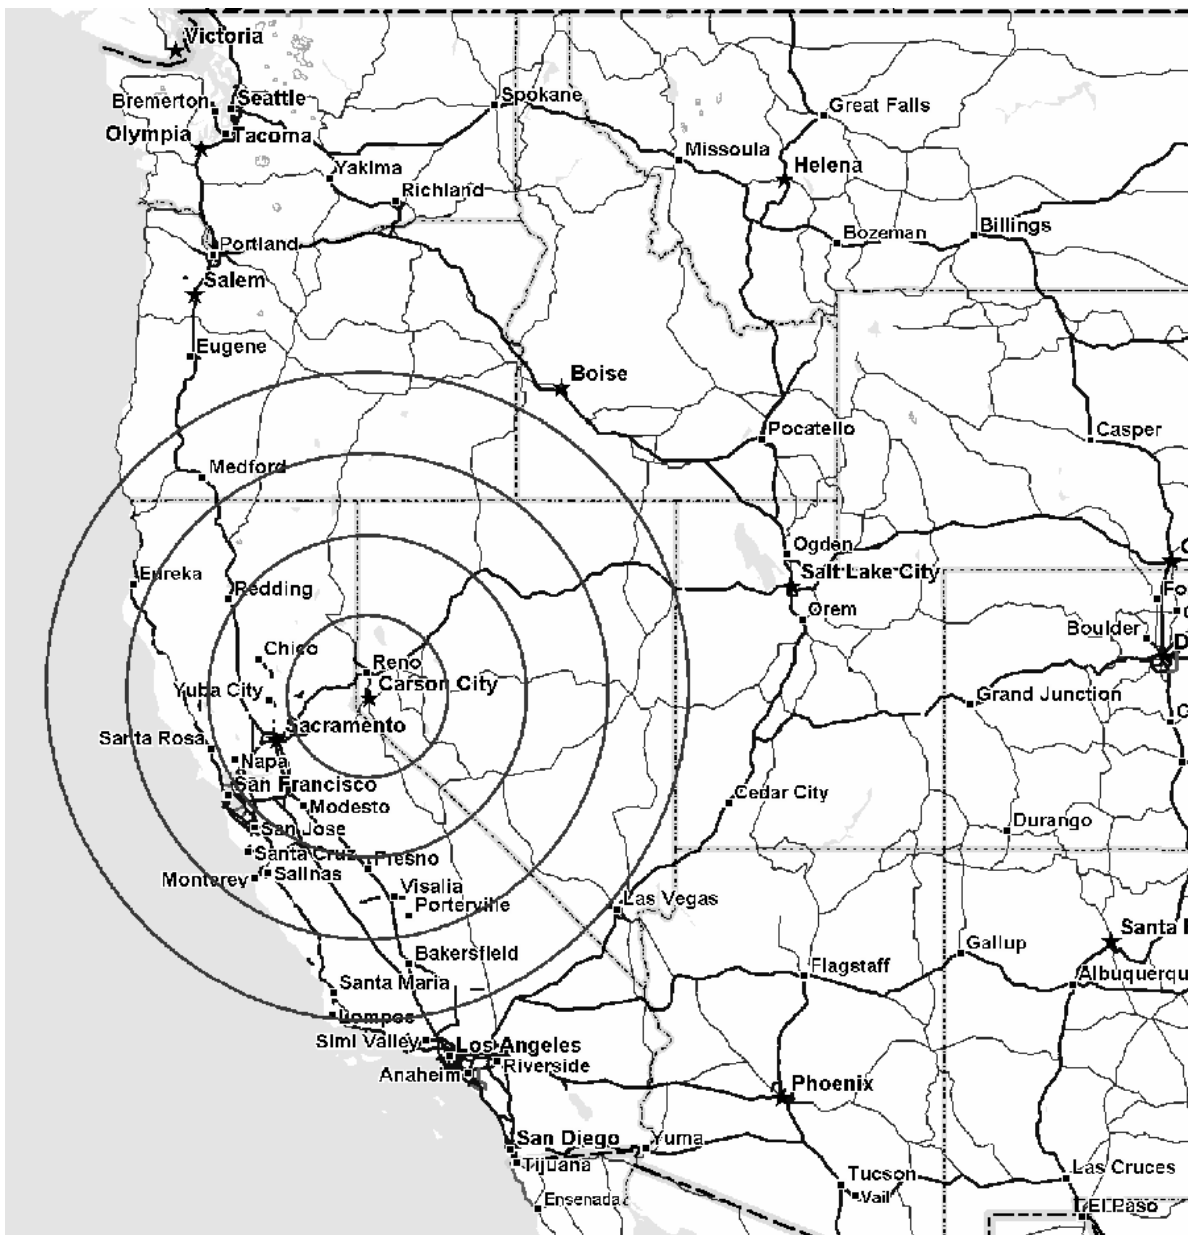 Victoria
Spokane
Bremerton
Seattle
Great Falls
Olympia
Tacoma
Missoula
Helena
Yakima
Richland
Portland
Bozeman
Billings
Salem
Eugene
Boise
Pocatello
Casper
Medford
Ogden
Eureka
Redding
Salt Lake City
Orem
Fo
Boulder
D
Chico
Reno
Yuba City
Carson City
Grand Junction
Sacramento
Santa Rosa
Napa
San Francisco
Modesto
Cedar City
San Jose
Durango
Santa Cruz
Fresno
Monterey
Salinas
Visalia
Porterville
Las Vegas
Santa
Bakersfield
Gallup
Flagstaff
Albuquerqu
Santa Maria
Lompoc
Simi Valley
Los Angeles
Riverside
Anaheim
Phoenix
San Diego
Yuma
Tijuana
Tucson
Las Cruces
Vail
Ensenada
El Paso